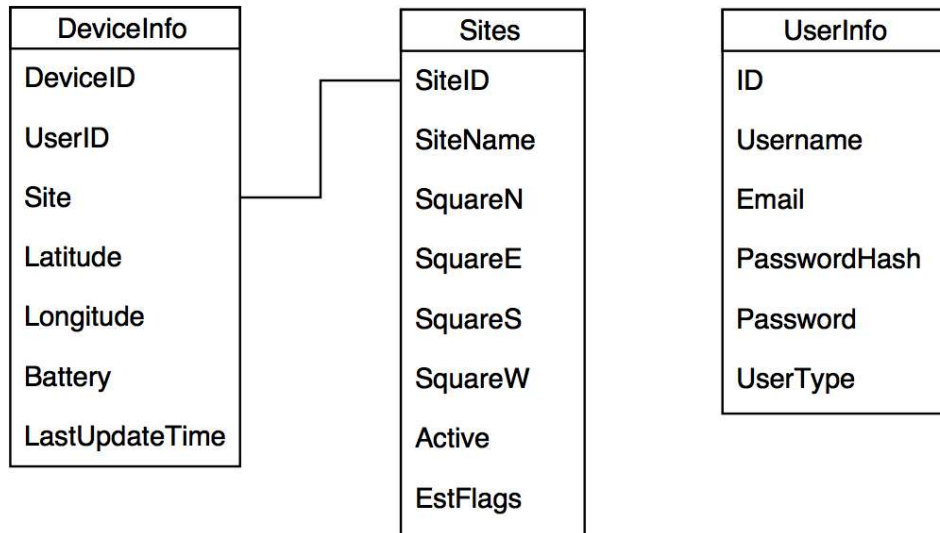 DeviceInfo
DeviceID
UserID
Site
Latitude
Longitude
Battery
LastUpdateTime
Sites
SiteID
SiteName
SquareN
SquareE
SquareS
SquareW
Active
EstFlags
UserInfo
ID
Username
Email
PasswordHash
Password
UserType